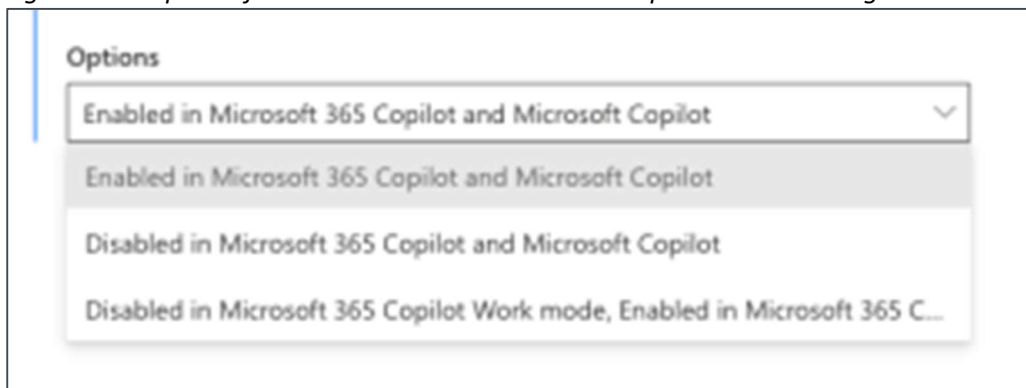 Options
Enabled in Microsoft 365 Copilot and Microsoft Copilot
Enabled in Microsoft 365 Copilot and Microsoft Copilot
Disabled in Microsoft 365 Copilot and Microsoft Copilot
Disabled in Microsoft 365 Copilot Work mode, Enabled in Microsoft 365 C...